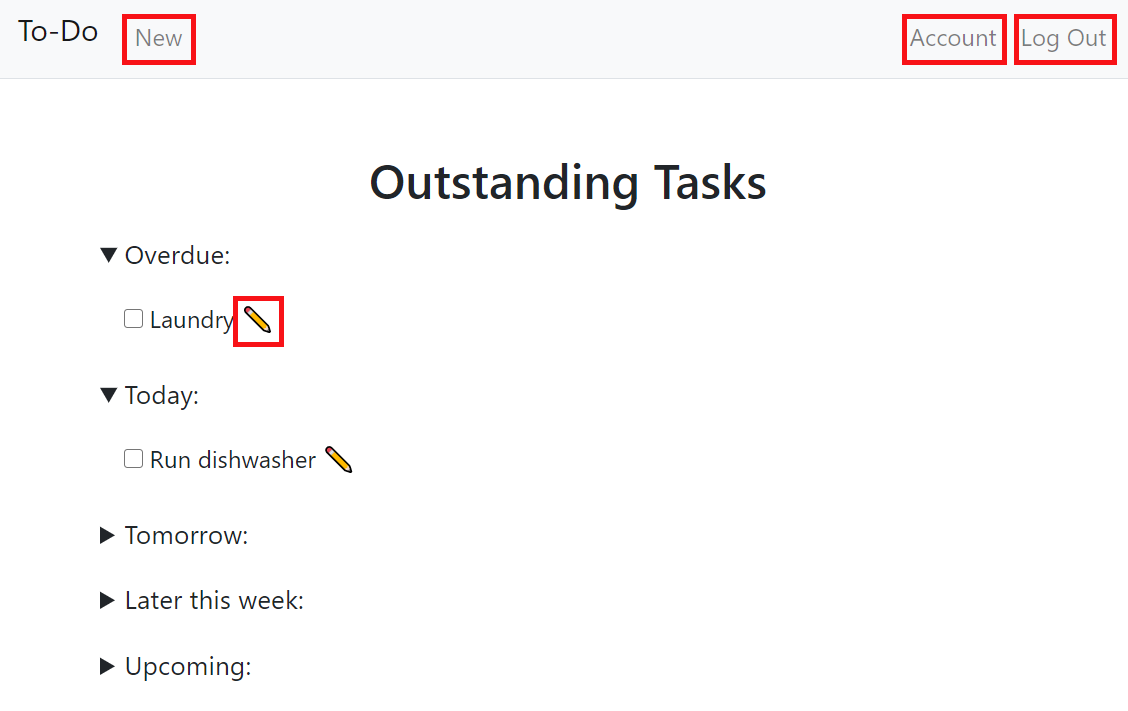 To-Do New Account Log Out
Outstanding Tasks
Overdue:
Laundry
Today:
Run dishwasher
Tomorrow:
Later this week:
Upcoming: